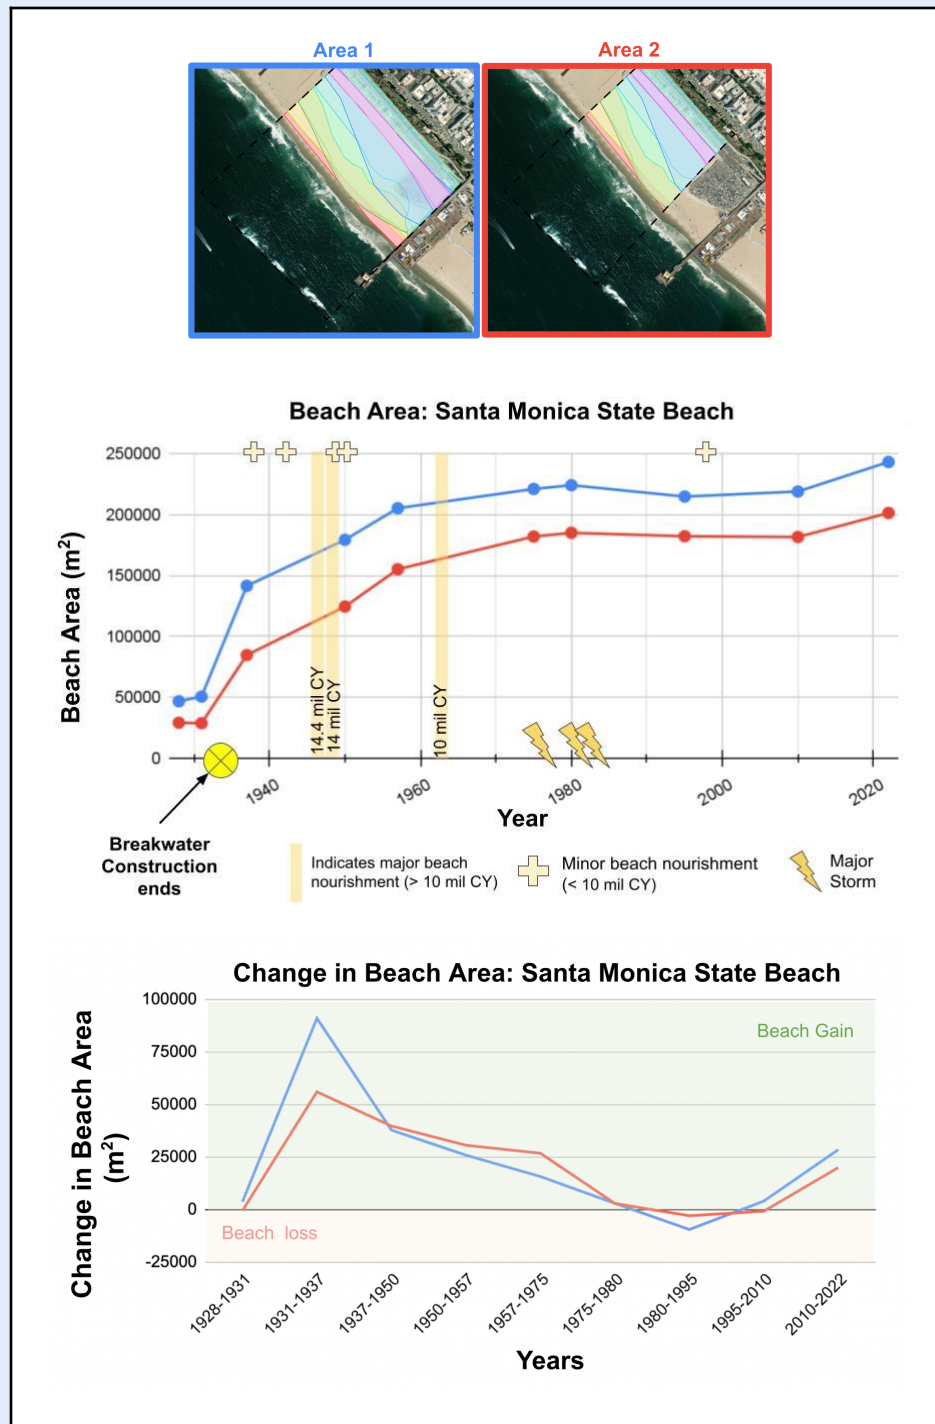 Area 1
Area 2
Beach Area: Santa Monica State Beach
Beach Area (m²)
250000
200000
150000
100000
50000
0
14.4 mil CY
14 mil CY
10 mil CY
1940
1960
1980
2000
2020
Year
Breakwater
Construction
ends
Indicates major beach
nourishment (> 10 mil CY)
Minor beach nourishment
(< 10 mil CY)
Major
Storm
Change in Beach Area: Santa Monica State Beach
Change in Beach Area
(m²)
100000
75000
50000
25000
0
-25000
Beach Gain
Beach loss
1928-1931
1931-1937
1937-1950
1950-1957
1957-1975
1975-1980
1980-1995
1995-2010
2010-2022
Years